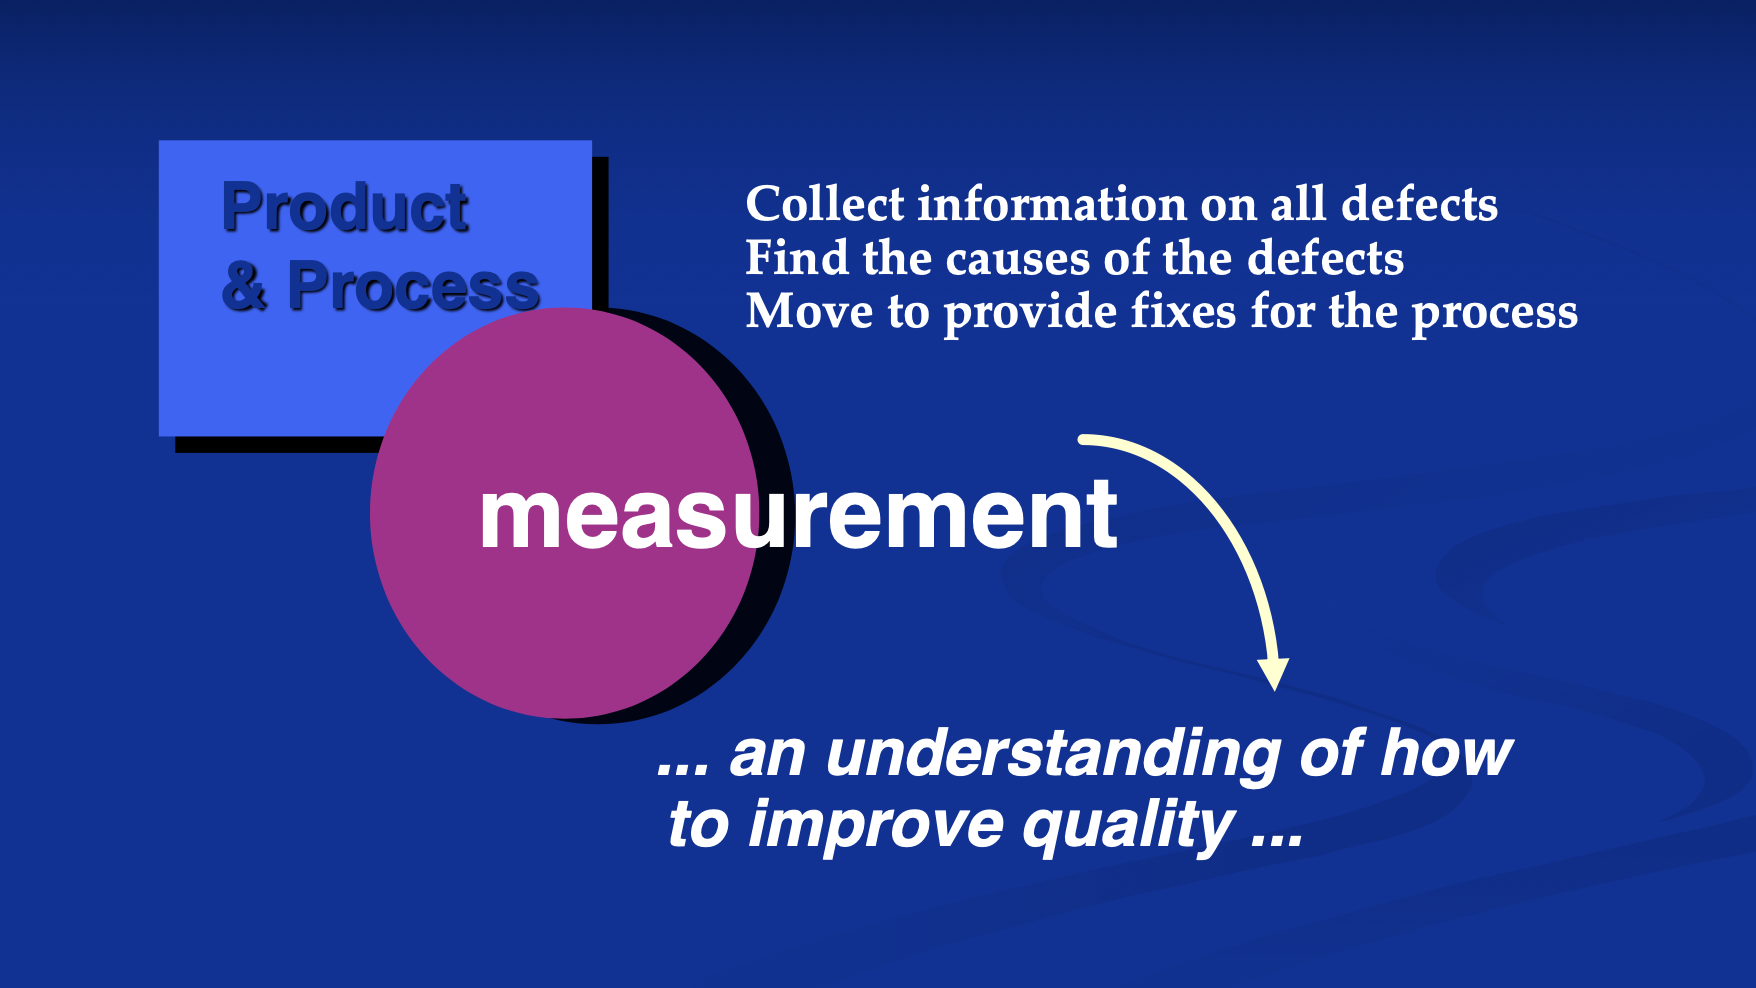 Product
& Process
Collect information on all defects
Find the causes of the defects
Move to provide fixes for the process
measurement
... an understanding of how
to improve quality ...